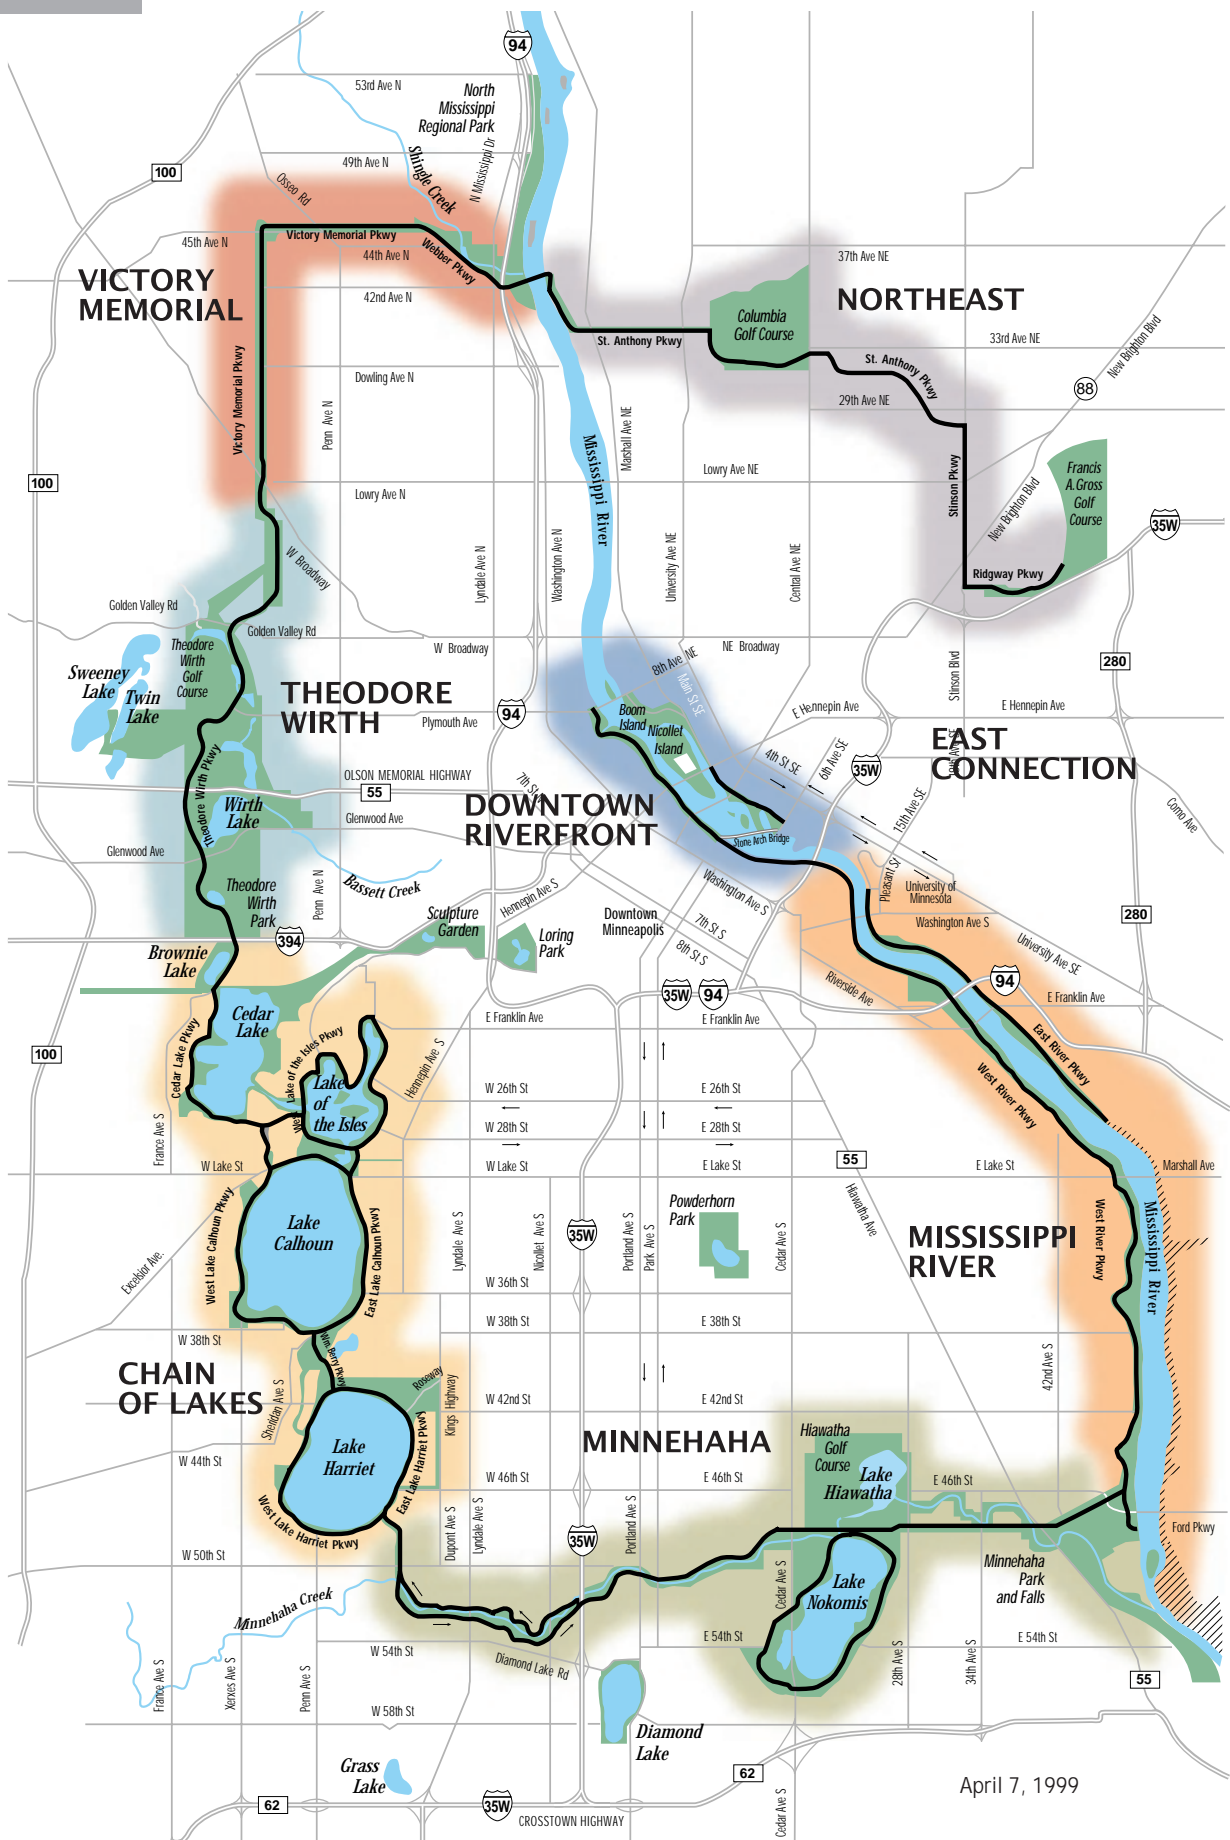 94
53rd Ave N
North
Mississippi
Regional Park
N Mississippi Dr
49th Ave N
Shingle Creek
100
Osseo Rd
45th Ave N
Victory Memorial Pkwy
44th Ave N
Webber Pkwy
42nd Ave N
VICTORY
MEMORIAL
37th Ave NE
NORTHEAST
Columbia
Golf Course
St. Anthony Pkwy
33rd Ave NE
New Brighton Blvd
St. Anthony Pkwy
88
29th Ave NE
Victory Memorial Pkwy
Dowling Ave N
Penn Ave N
Mississippi River
Marshall Ave NE
Lowry Ave NE
Lowry Ave N
100
Stinson Pkwy
New Brighton Blvd
Francis
A.Gross
Golf
Course
35W
Ridgway Pkwy
W Broadway
Lyndale Ave N
Washington Ave N
University Ave NE
Central Ave NE
Golden Valley Rd
Golden Valley Rd
W Broadway
NE Broadway
8th Ave NE
Main St SE
Stinson Blvd
280
Theodore
Wirth
Golf
Course
Sweeney
Lake
Twin
Lake
THEODORE
WIRTH
Plymouth Ave
94
Boom
Island
Nicollet
Island
E Hennepin Ave
E Hennepin Ave
EAST
CONNECTION
Theodore Wirth Pkwy
OLSON MEMORIAL HIGHWAY
55
7th St N
4th St SE
6th Ave SE
35W
15th Ave SE
Como Ave
DOWNTOWN
RIVERFRONT
Wirth
Lake
Glenwood Ave
Glenwood Ave
Stone Arch Bridge
Bassett Creek
Theodore
Wirth
Park
Penn Ave N
Hennepin Ave S
Washington Ave S
Pleasant St
University of
Minnesota
Washington Ave S
280
University Ave SE
Sculpture
Garden
Loring
Park
Downtown
Minneapolis
7th St S
8th St S
394
Brownie
Lake
Riverside Ave
35W
94
94
E Franklin Ave
Cedar
Lake
E Franklin Ave
E Franklin Ave
100
Cedar Lake Pkwy
Lake of the Isles Pkwy
Lake
of
the Isles
Hennepin Ave S
East River Pkwy
West River Pkwy
W 26th St
E 26th St
W 28th St
E 28th St
France Ave S
W Lake St
W Lake St
E Lake St
55
E Lake St
Marshall Ave
Hiawatha Ave
Excelsior Ave.
West Lake Calhoun Pkwy
Lake
Calhoun
East Lake Calhoun Pkwy
Lyndale Ave S
Nicollet Ave S
35W
Portland Ave S
Park Ave S
Powderhorn
Park
Cedar Ave S
MISSISSIPPI
RIVER
West River Pkwy
Mississippi River
W 36th St
W 38th St
W 38th St
E 38th St
42nd Ave S
CHAIN
OF LAKES
Wm. Berry Pkwy
Sheridan Ave S
Roseway
Kings Highway
W 42nd St
E 42nd St
MINNEHAHA
Hiawatha
Golf
Course
Lake
Hiawatha
W 44th St
Lake
Harriet
East Lake Harriet Pkwy
West Lake Harriet Pkwy
W 46th St
E 46th St
E 46th St
Ford Pkwy
W 50th St
Dupont Ave S
Lyndale Ave S
35W
Portland Ave S
Cedar Ave S
Lake
Nokomis
Minnehaha
Park
and Falls
Minnehaha Creek
W 54th St
Diamond Lake Rd
E 54th St
E 54th St
France Ave S
Xerxes Ave S
Penn Ave S
28th Ave S
34th Ave S
55
W 58th St
Diamond
Lake
Grass
Lake
62
April 7, 1999
62
35W
CROSSTOWN HIGHWAY
Cedar Ave S